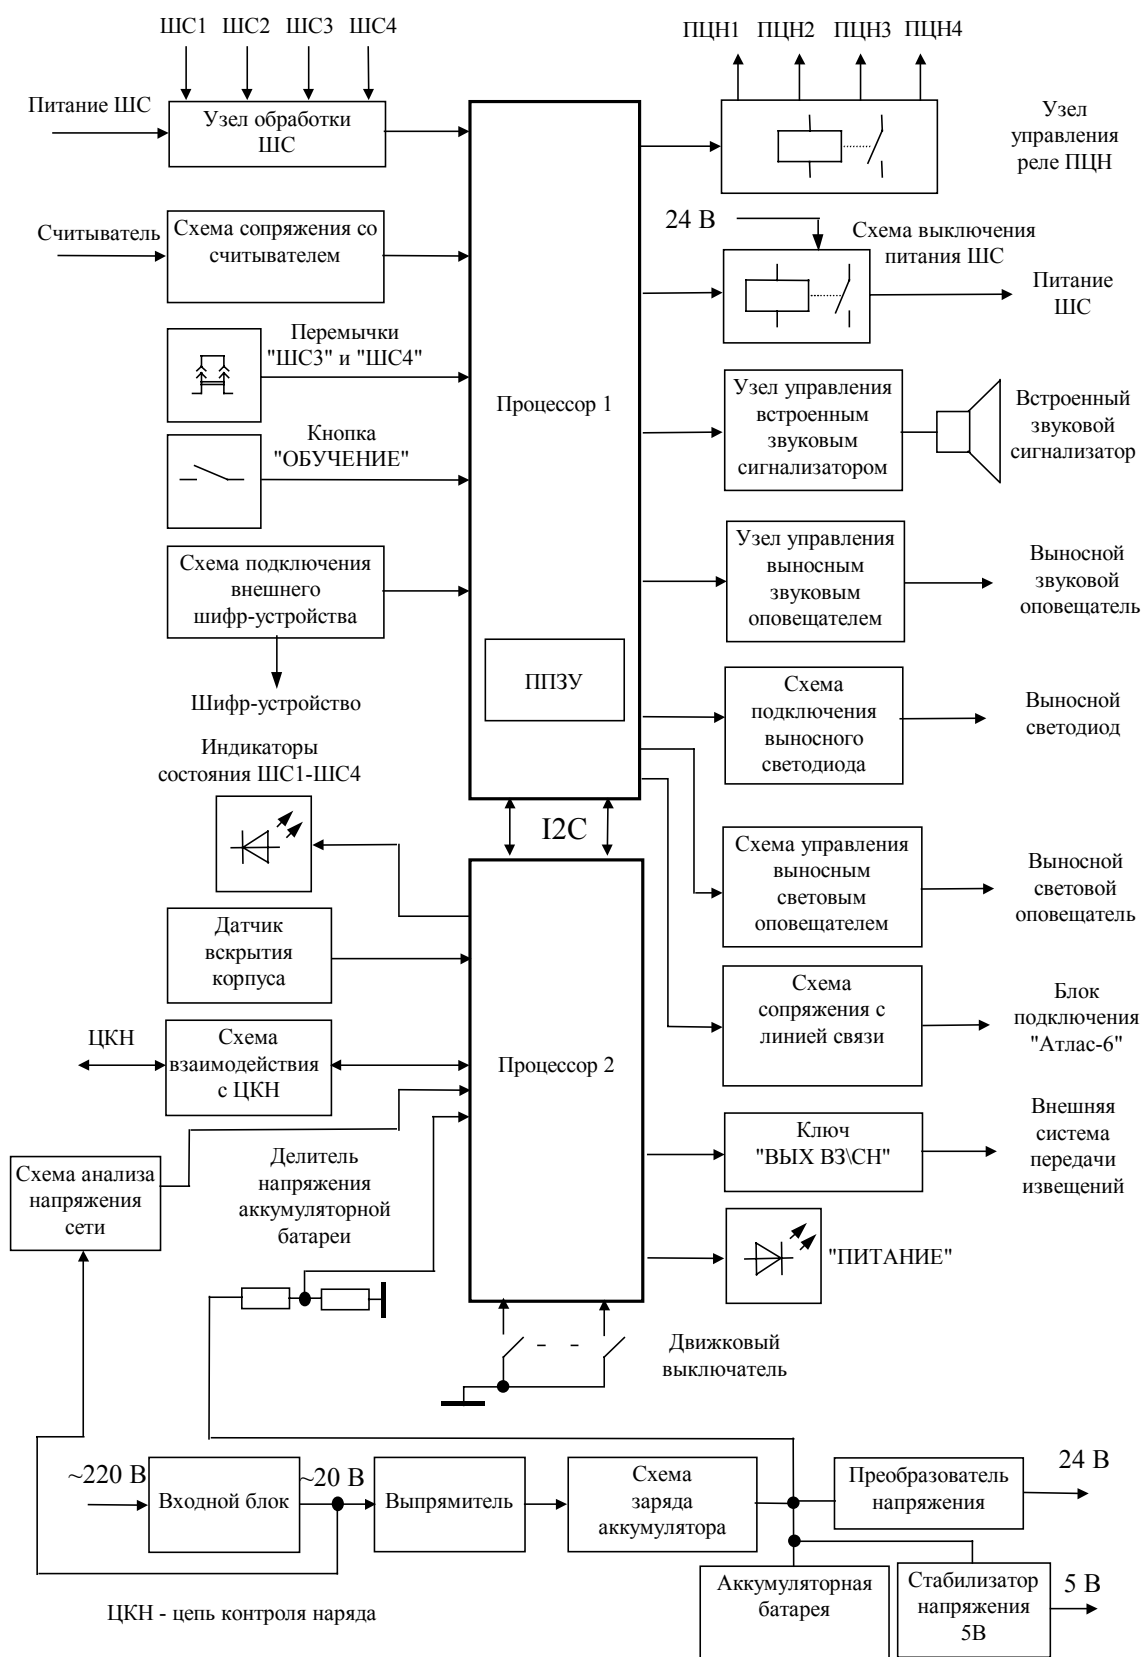 ШС1 ШС2 ШС3 ШС4
ПЦН1 ПЦН2 ПЦН3 ПЦН4
Питание ШС
Узел обработки
ШС
Узел
управления
реле ПЦН
Считыватель
Схема сопряжения со
считывателем
24 В
Схема выключения
питания ШС
Питание
ШС
Перемычки
"ШС3" и "ШС4"
Процессор 1
Узел управления
встроенным
звуковым
сигнализатором
Встроенный
звуковой
сигнализатор
Кнопка
"ОБУЧЕНИЕ"
Схема подключения
внешнего
шифр-устройства
Узел управления
выносным
звуковым
оповещателем
Выносной
звуковой
оповещатель
Шифр-устройство
ППЗУ
Схема
подключения
выносного
светодиода
Выносной
светодиод
Индикаторы
состояния ШС1-ШС4
I2C
Схема управления
выносным
световым
оповещателем
Выносной
световой
оповещатель
Датчик
вскрытия
корпуса
Схема
сопряжения с
линией связи
Блок
подключения
"Атлас-6"
ЦКН
Схема
взаимодействия
с ЦКН
Процессор 2
Ключ
"ВЫХ ВЗ\СН"
Внешняя
система
передачи
извещений
Схема анализа
напряжения
сети
Делитель
напряжения
аккумуляторной
батареи
"ПИТАНИЕ"
Движковый
выключатель
~220 В
Входной блок
~20 В
Выпрямитель
Схема
заряда
аккумулятора
Преобразователь
напряжения
24 В
Аккумуляторная
батарея
Стабилизатор
напряжения
5В
5 В
ЦКН - цепь контроля наряда